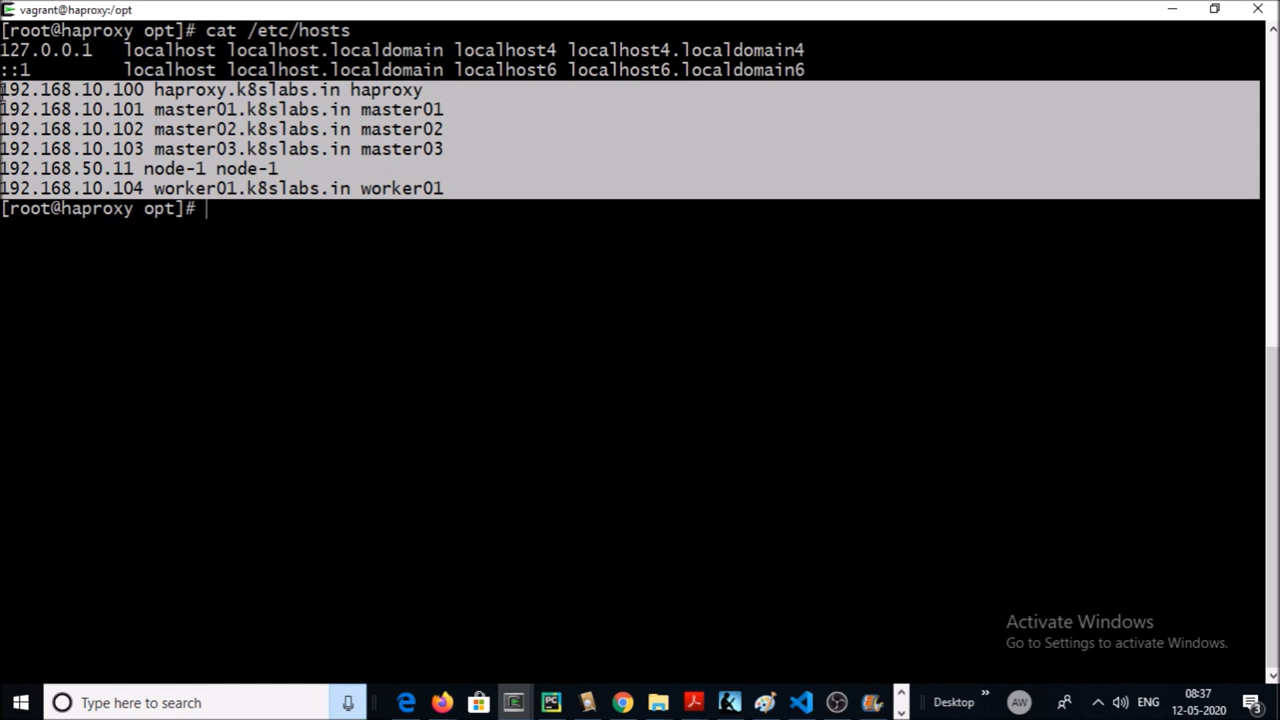 vagrant@haproxy:/opt
[root@haproxy opt]# cat /etc/hosts
127.0.0.1   localhost localhost.localdomain localhost4 localhost4.localdomain4
::1         localhost localhost.localdomain localhost6 localhost6.localdomain6
192.168.10.100 haproxy.k8slabs.in haproxy
192.168.10.101 master01.k8slabs.in master01
192.168.10.102 master02.k8slabs.in master02
192.168.10.103 master03.k8slabs.in master03
192.168.50.11 node-1 node-1
192.168.10.104 worker01.k8slabs.in worker01
[root@haproxy opt]#
Activate Windows
Go to Settings to activate Windows.
Type here to search
PC
Desktop
AW
ENG
08:37
12-05-2020
3